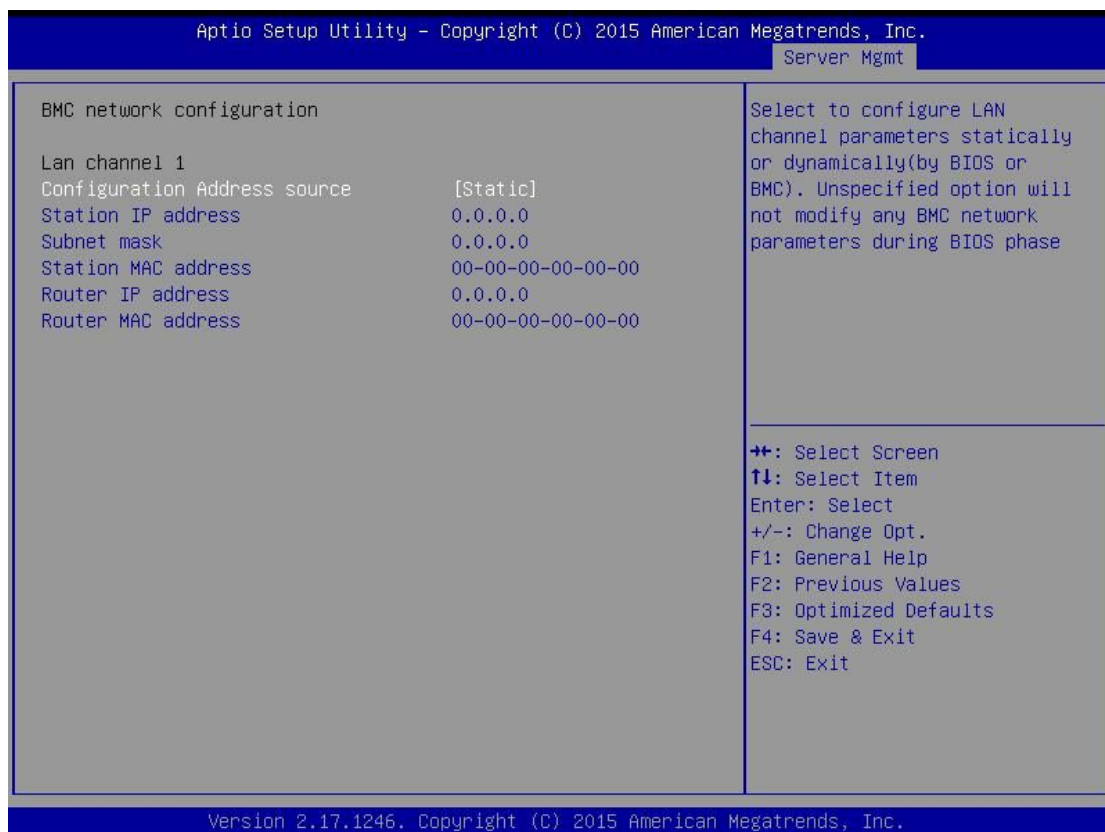 Aptio Setup Utility – Copyright (C) 2015 American Megatrends, Inc.
Server Mgmt
BMC network configuration
Lan channel 1
Configuration Address source [Static]
Station IP address 0.0.0.0
Subnet mask 0.0.0.0
Station MAC address 00-00-00-00-00-00
Router IP address 0.0.0.0
Router MAC address 00-00-00-00-00-00
Select to configure LAN
channel parameters statically
or dynamically(by BIOS or
BMC). Unspecified option will
not modify any BMC network
parameters during BIOS phase
→←: Select Screen
↑↓: Select Item
Enter: Select
+/-: Change Opt.
F1: General Help
F2: Previous Values
F3: Optimized Defaults
F4: Save & Exit
ESC: Exit
Version 2.17.1246. Copyright (C) 2015 American Megatrends, Inc.